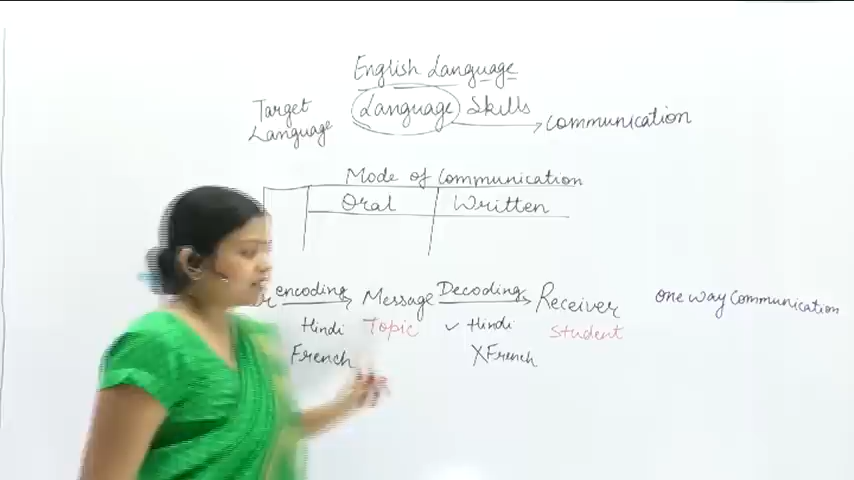 English Language
Target Language
Language Skills
Communication
Mode of Communication
Oral Written
encoding Message Decoding Receiver one way Communication
Hindi Topic ✓ Hindi Student
French X French